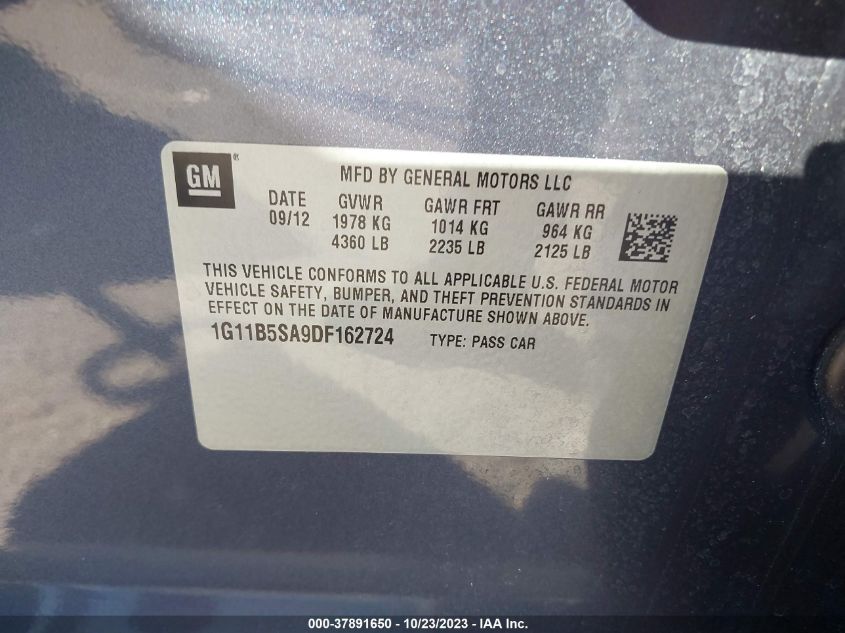 GM ®
MFD BY GENERAL MOTORS LLC
DATE GVWR GAWR FRT GAWR RR
09/12 1978 KG 1014 KG 964 KG
4360 LB 2235 LB 2125 LB
THIS VEHICLE CONFORMS TO ALL APPLICABLE U.S. FEDERAL MOTOR
VEHICLE SAFETY, BUMPER, AND THEFT PREVENTION STANDARDS IN
EFFECT ON THE DATE OF MANUFACTURE SHOWN ABOVE.
1G11B5SA9DF162724 TYPE: PASS CAR
000-37891650 - 10/23/2023 - IAA Inc.